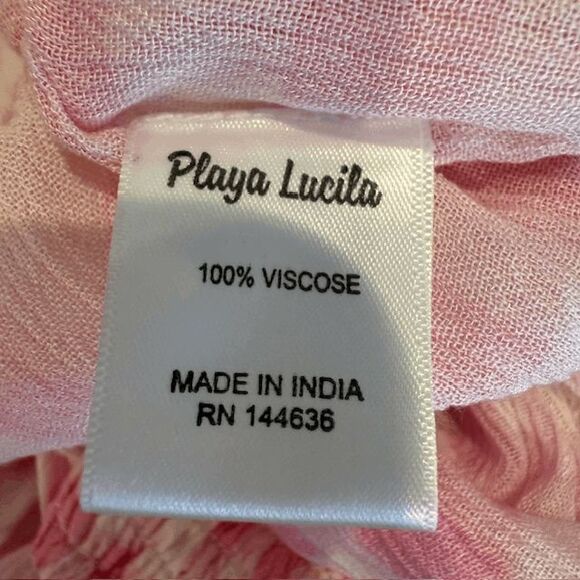 Playa Lucila
100% VISCOSE
MADE IN INDIA
RN 144636